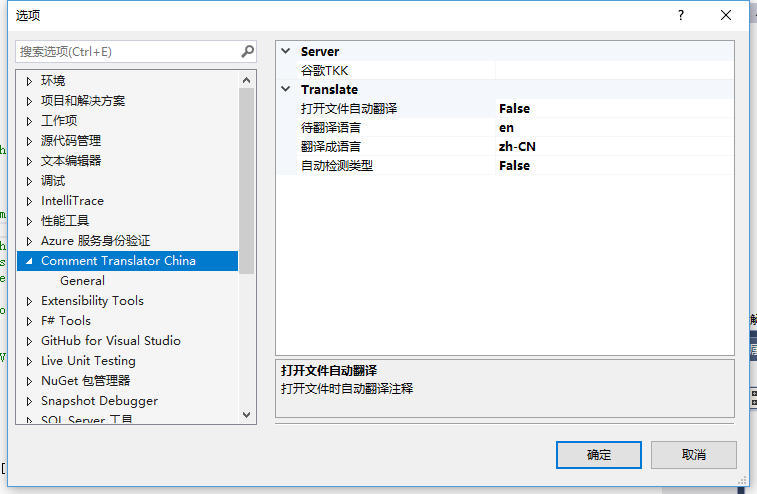 选项
?
搜索选项(Ctrl+E)
环境
项目和解决方案
工作项
源代码管理
文本编辑器
调试
IntelliTrace
性能工具
Azure 服务身份验证
Comment Translator China
General
Extensibility Tools
F# Tools
GitHub for Visual Studio
Live Unit Testing
NuGet 包管理器
Snapshot Debugger
SQL Server 工具
Server
谷歌TKK
Translate
打开文件自动翻译 False
待翻译语言 en
翻译成语言 zh-CN
自动检测类型 False
打开文件自动翻译
打开文件时自动翻译注释
确定
取消